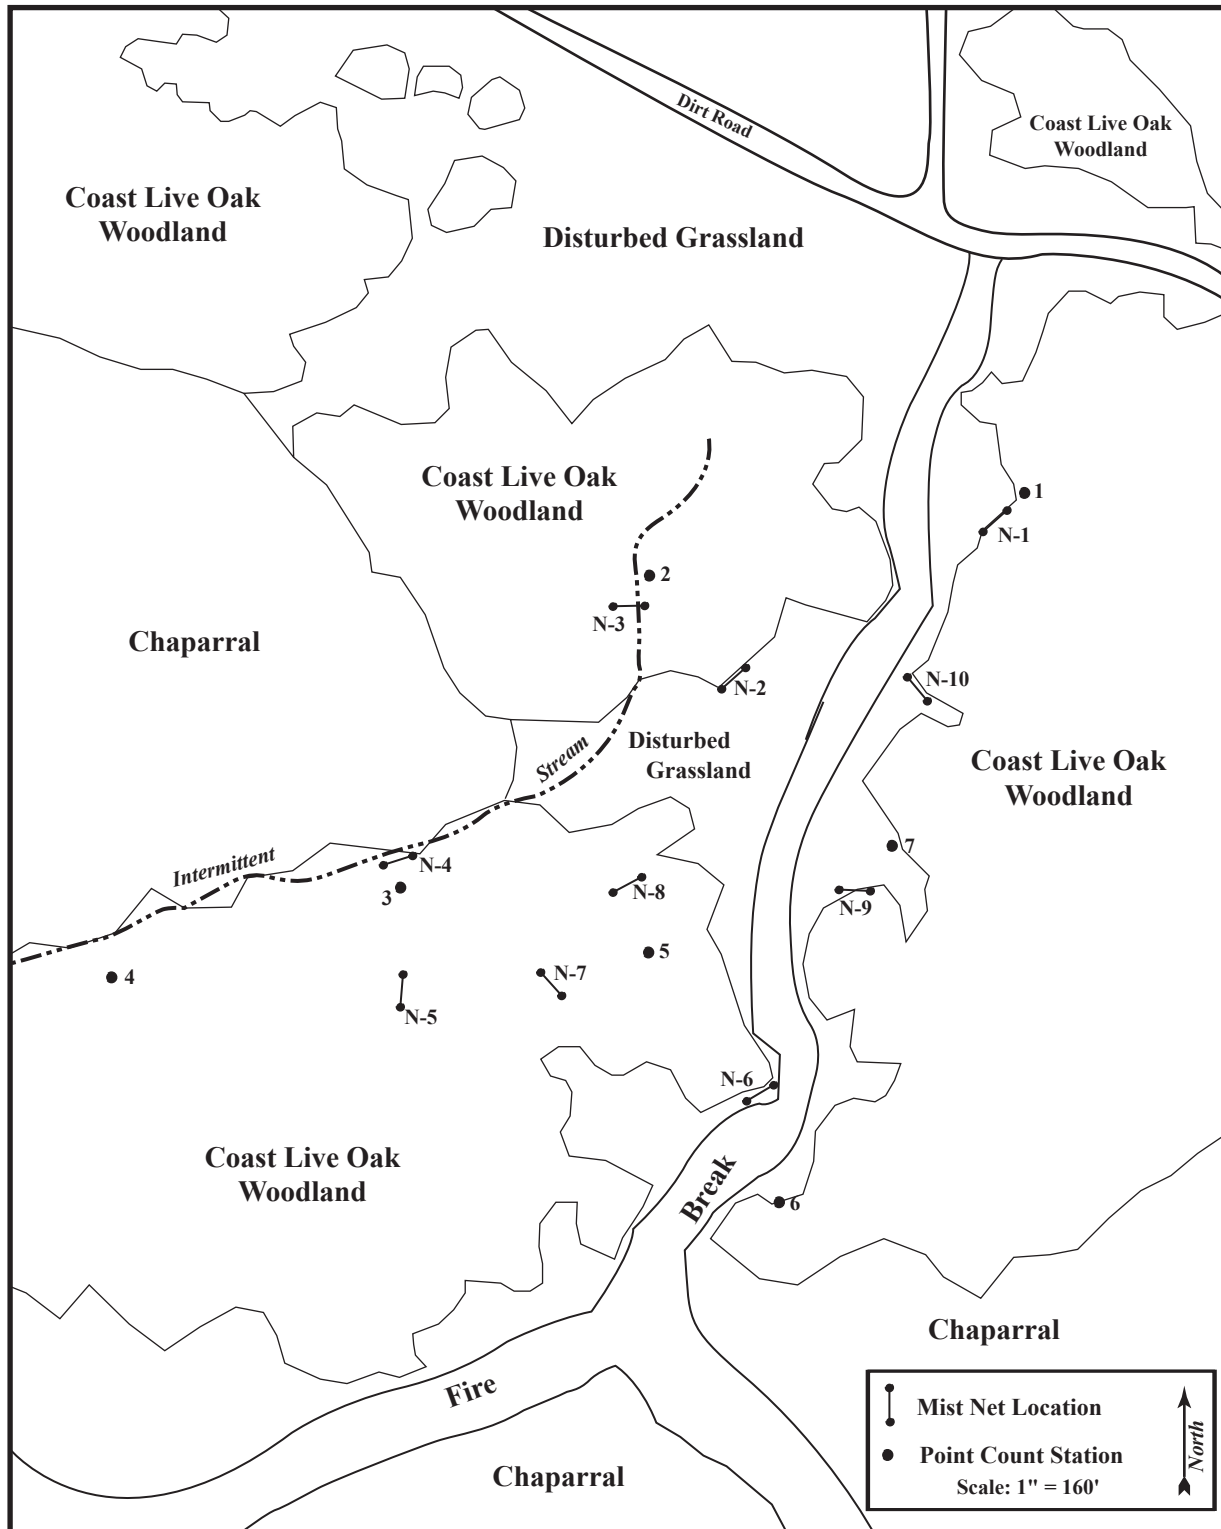 Dirt Road
Coast Live Oak
Woodland
Coast Live Oak
Woodland
Disturbed Grassland
Coast Live Oak
Woodland
1
N-1
2
N-3
Chaparral
N-2
N-10
Disturbed
Grassland
Stream
Coast Live Oak
Woodland
Intermittent
N-4
3
7
N-8
N-9
4
5
N-7
N-5
N-6
Coast Live Oak
Woodland
Break
6
Chaparral
Fire
Chaparral
Mist Net Location
Point Count Station
Scale: 1" = 160'
North